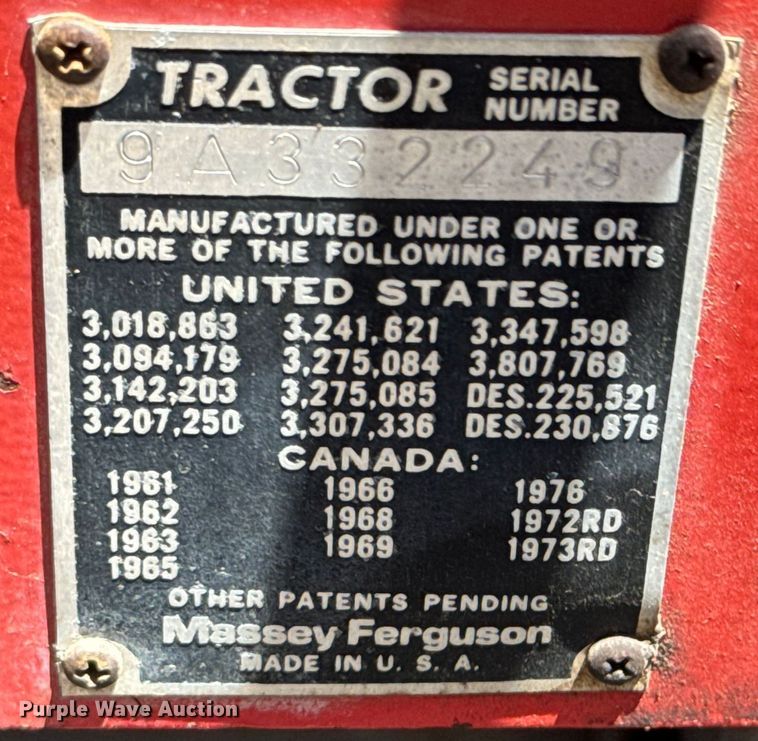 TRACTOR SERIAL NUMBER
9A332249
MANUFACTURED UNDER ONE OR
MORE OF THE FOLLOWING PATENTS
UNITED STATES:
3,018,863 3,241,621 3,347,598
3,094,179 3,275,084 3,807,769
3,142,203 3,275,085 DES.225,521
3,207,250 3,307,336 DES.230,876
CANADA:
1961 1966 1976
1962 1968 1972RD
1963 1969 1973RD
1965
OTHER PATENTS PENDING
Massey Ferguson
MADE IN U. S. A.
Purple Wave Auction